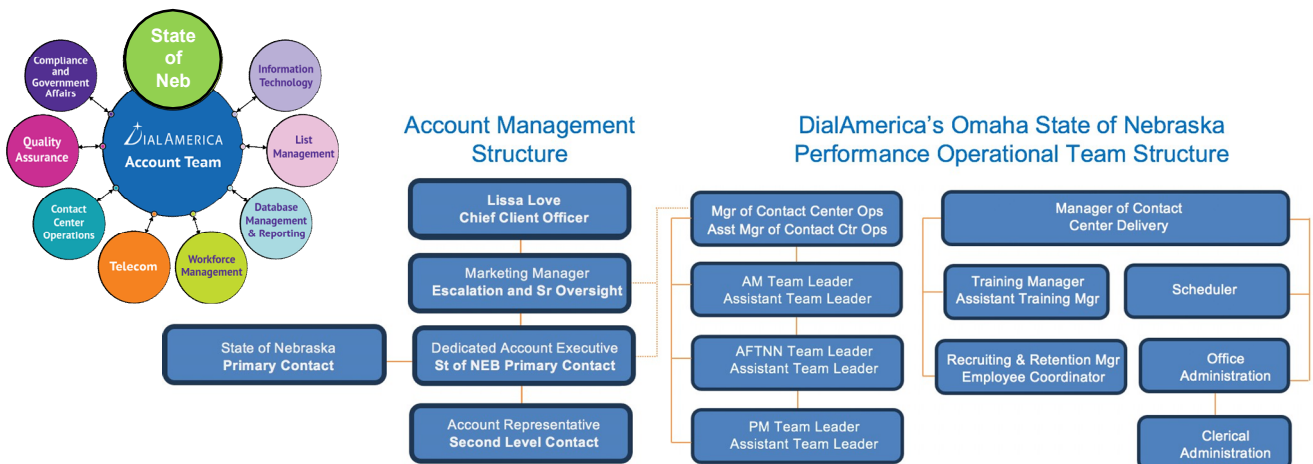 State
of
Neb
Compliance
and
Government
Affairs
Information
Technology
Quality
Assurance
DIALAMERICA
Account Team
List
Management
Contact
Center
Operations
Database
Management
& Reporting
Telecom
Workforce
Management
Account Management
Structure
Lissa Love
Chief Client Officer
Marketing Manager
Escalation and Sr Oversight
State of Nebraska
Primary Contact
Dedicated Account Executive
St of NEB Primary Contact
Account Representative
Second Level Contact
DialAmerica's Omaha State of Nebraska
Performance Operational Team Structure
Mgr of Contact Center Ops
Asst Mgr of Contact Ctr Ops
AM Team Leader
Assistant Team Leader
AFTNN Team Leader
Assistant Team Leader
PM Team Leader
Assistant Team Leader
Manager of Contact
Center Delivery
Training Manager
Assistant Training Mgr
Scheduler
Recruiting & Retention Mgr
Employee Coordinator
Office
Administration
Clerical
Administration